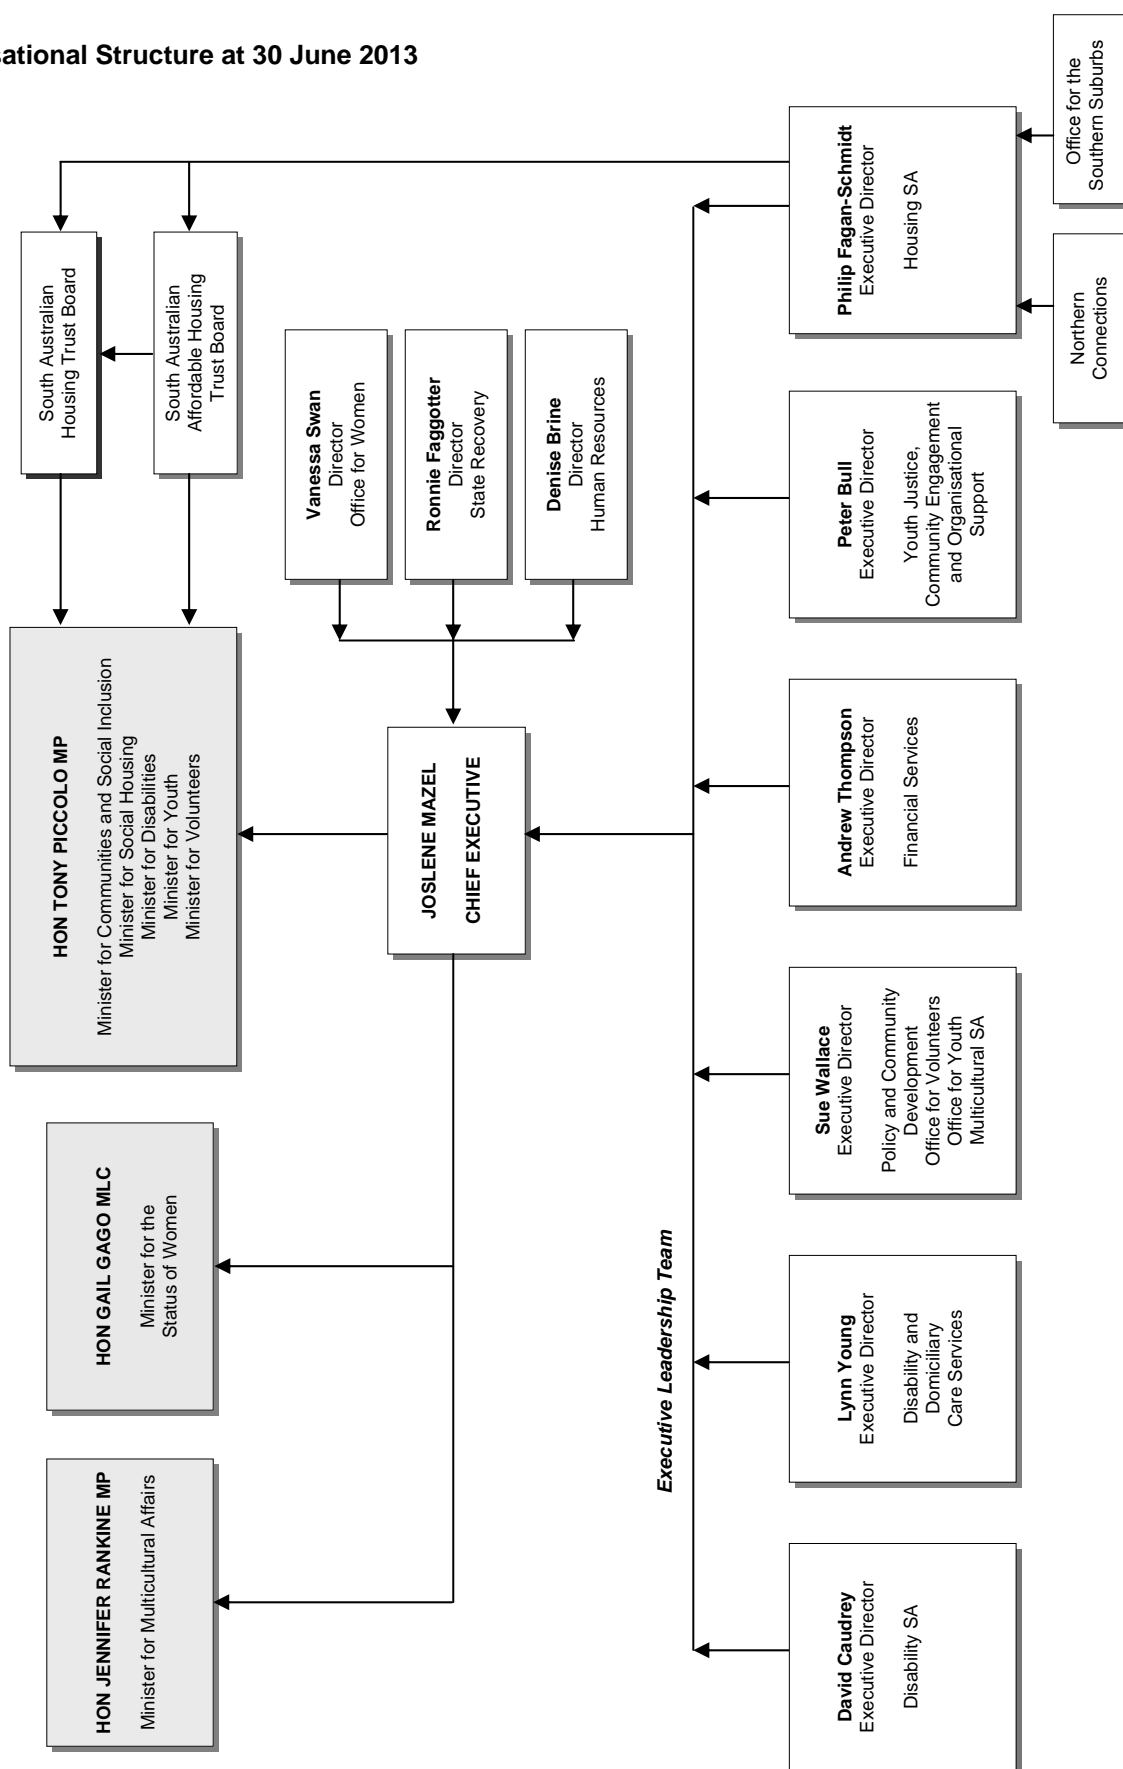 sational Structure at 30 June 2013
HON JENNIFER RANKINE MP
Minister for Multicultural Affairs
HON GAIL GAGO MLC
Minister for the
Status of Women
HON TONY PICCOLO MP
Minister for Communities and Social Inclusion
Minister for Social Housing
Minister for Disabilities
Minister for Youth
Minister for Volunteers
South Australian
Housing Trust Board
South Australian
Affordable Housing
Trust Board
Vanessa Swan
Director
Office for Women
Ronnie Faggotter
Director
State Recovery
Denise Brine
Director
Human Resources
JOSLENE MAZEL
CHIEF EXECUTIVE
Executive Leadership Team
David Caudrey
Executive Director
Disability SA
Lynn Young
Executive Director
Disability and
Domiciliary
Care Services
Sue Wallace
Executive Director
Policy and Community
Development
Office for Volunteers
Office for Youth
Multicultural SA
Andrew Thompson
Executive Director
Financial Services
Peter Bull
Executive Director
Youth Justice,
Community Engagement
and Organisational
Support
Philip Fagan-Schmidt
Executive Director
Housing SA
Northern
Connections
Office for the
Southern Suburbs